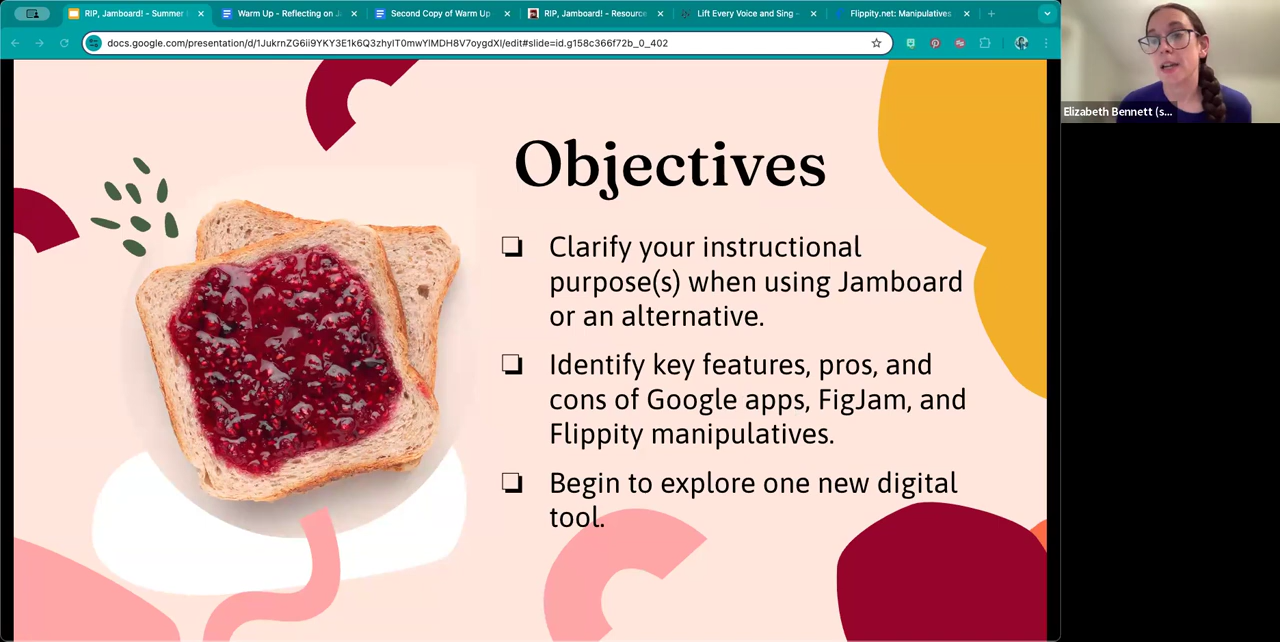 RIP, Jamboard! - Summer
Warm Up - Reflecting on J
Second Copy of Warm Up
RIP, Jamboard! - Resource
Lift Every Voice and Sing -
Flippity.net: Manipulatives
docs.google.com/presentation/d/1JukrnZG6ii9YKY3E1k6Q3zhyIT0mwYlMDH8V7oygdXI/edit#slide=id.g158c366f72b_0_402
Elizabeth Bennett (s...
Objectives
❏ Clarify your instructional
purpose(s) when using Jamboard
or an alternative.
❏ Identify key features, pros, and
cons of Google apps, FigJam, and
Flippity manipulatives.
❏ Begin to explore one new digital
tool.